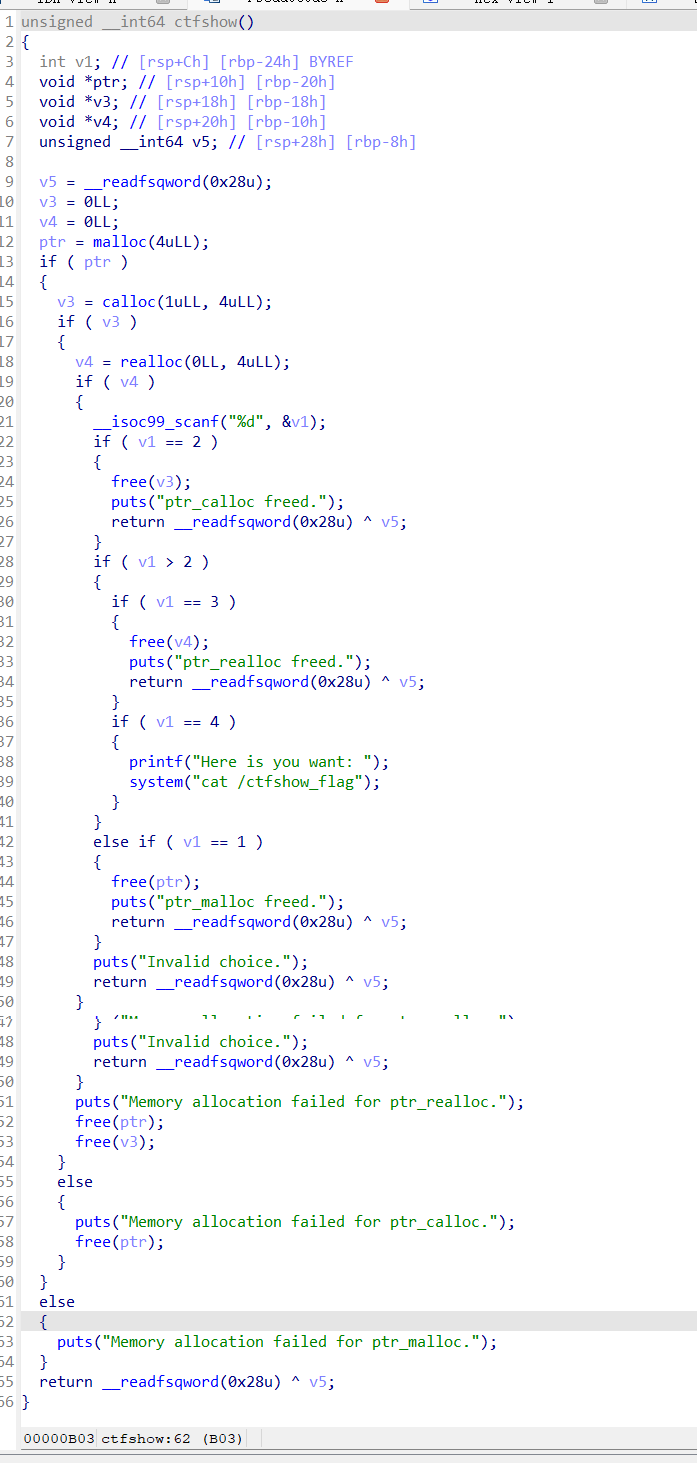 1 unsigned __int64 ctfshow()
2 {
3   int v1; // [rsp+Ch] [rbp-24h] BYREF
4   void *ptr; // [rsp+10h] [rbp-20h]
5   void *v3; // [rsp+18h] [rbp-18h]
6   void *v4; // [rsp+20h] [rbp-10h]
7   unsigned __int64 v5; // [rsp+28h] [rbp-8h]
8
9   v5 = __readfsqword(0x28u);
10   v3 = 0LL;
11   v4 = 0LL;
12   ptr = malloc(4uLL);
13   if ( ptr )
14   {
15     v3 = calloc(1uLL, 4uLL);
16     if ( v3 )
17     {
18       v4 = realloc(0LL, 4uLL);
19       if ( v4 )
20       {
21         __isoc99_scanf("%d", &v1);
22         if ( v1 == 2 )
23         {
24           free(v3);
25           puts("ptr_calloc freed.");
26           return __readfsqword(0x28u) ^ v5;
27         }
28         if ( v1 > 2 )
29         {
30           if ( v1 == 3 )
31           {
32             free(v4);
33             puts("ptr_realloc freed.");
34             return __readfsqword(0x28u) ^ v5;
35           }
36           if ( v1 == 4 )
37           {
38             printf("Here is you want: ");
39             system("cat /ctfshow_flag");
40           }
41         }
42         else if ( v1 == 1 )
43         {
44           free(ptr);
45           puts("ptr_malloc freed.");
46           return __readfsqword(0x28u) ^ v5;
47         }
48         puts("Invalid choice.");
49         return __readfsqword(0x28u) ^ v5;
50       }
47         }
48         puts("Invalid choice.");
49         return __readfsqword(0x28u) ^ v5;
50       }
51       puts("Memory allocation failed for ptr_realloc.");
52       free(ptr);
53       free(v3);
54     }
55     else
56     {
57       puts("Memory allocation failed for ptr_calloc.");
58       free(ptr);
59     }
60   }
61   else
62   {
63     puts("Memory allocation failed for ptr_malloc.");
64   }
65   return __readfsqword(0x28u) ^ v5;
66 }
00000B03 ctfshow:62 (B03)